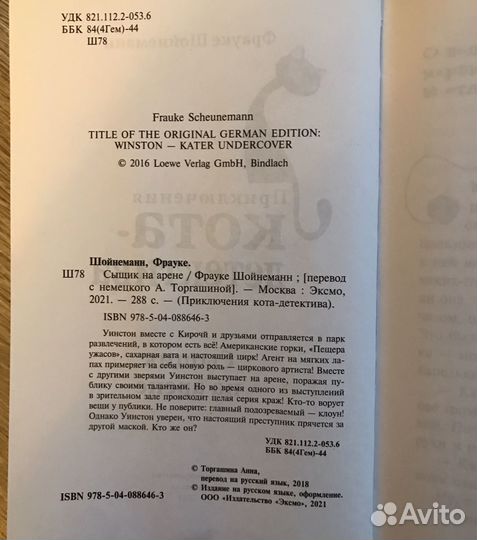 УДК 821.112.2-053.6
ББК 84(4Гем)-44
Ш78
Frauke Scheunemann
TITLE OF THE ORIGINAL GERMAN EDITION:
WINSTON — KATER UNDERCOVER
© 2016 Loewe Verlag GmbH, Bindlach
Шойнеманн, Фрауке.
Ш78 Сыщик на арене / Фрауке Шойнеманн ; [перевод
с немецкого А. Торгашиной]. — Москва : Эксмо,
2021. — 288 с. — (Приключения кота-детектива).
ISBN 978-5-04-088646-3
Уинстон вместе с Кирой и друзьями отправляется в парк
развлечений, в котором есть всё! Американские горки, «Пещера
ужасов», сахарная вата и настоящий цирк! Агент на мягких ла-
пах примеряет на себя новую роль — циркового артиста! Вместе
с другими зверями Уинстон выступает на арене, поражая пу-
блику своими талантами. Но во время одного из выступлений
в зрительном зале происходит целая серия краж! Кто-то ворует
вещи у публики. Не поверите: главный подозреваемый — клоун!
Однако Уинстон уверен, что настоящий преступник прячется за
другой маской. Кто же он?
УДК 821.112.2-053.6
ББК 84(4Гем)-44
© Торгашина Анна,
перевод на русский язык, 2018
© Издание на русском языке, оформление.
ООО «Издательство «Эксмо», 2021
ISBN 978-5-04-088646-3
Avito